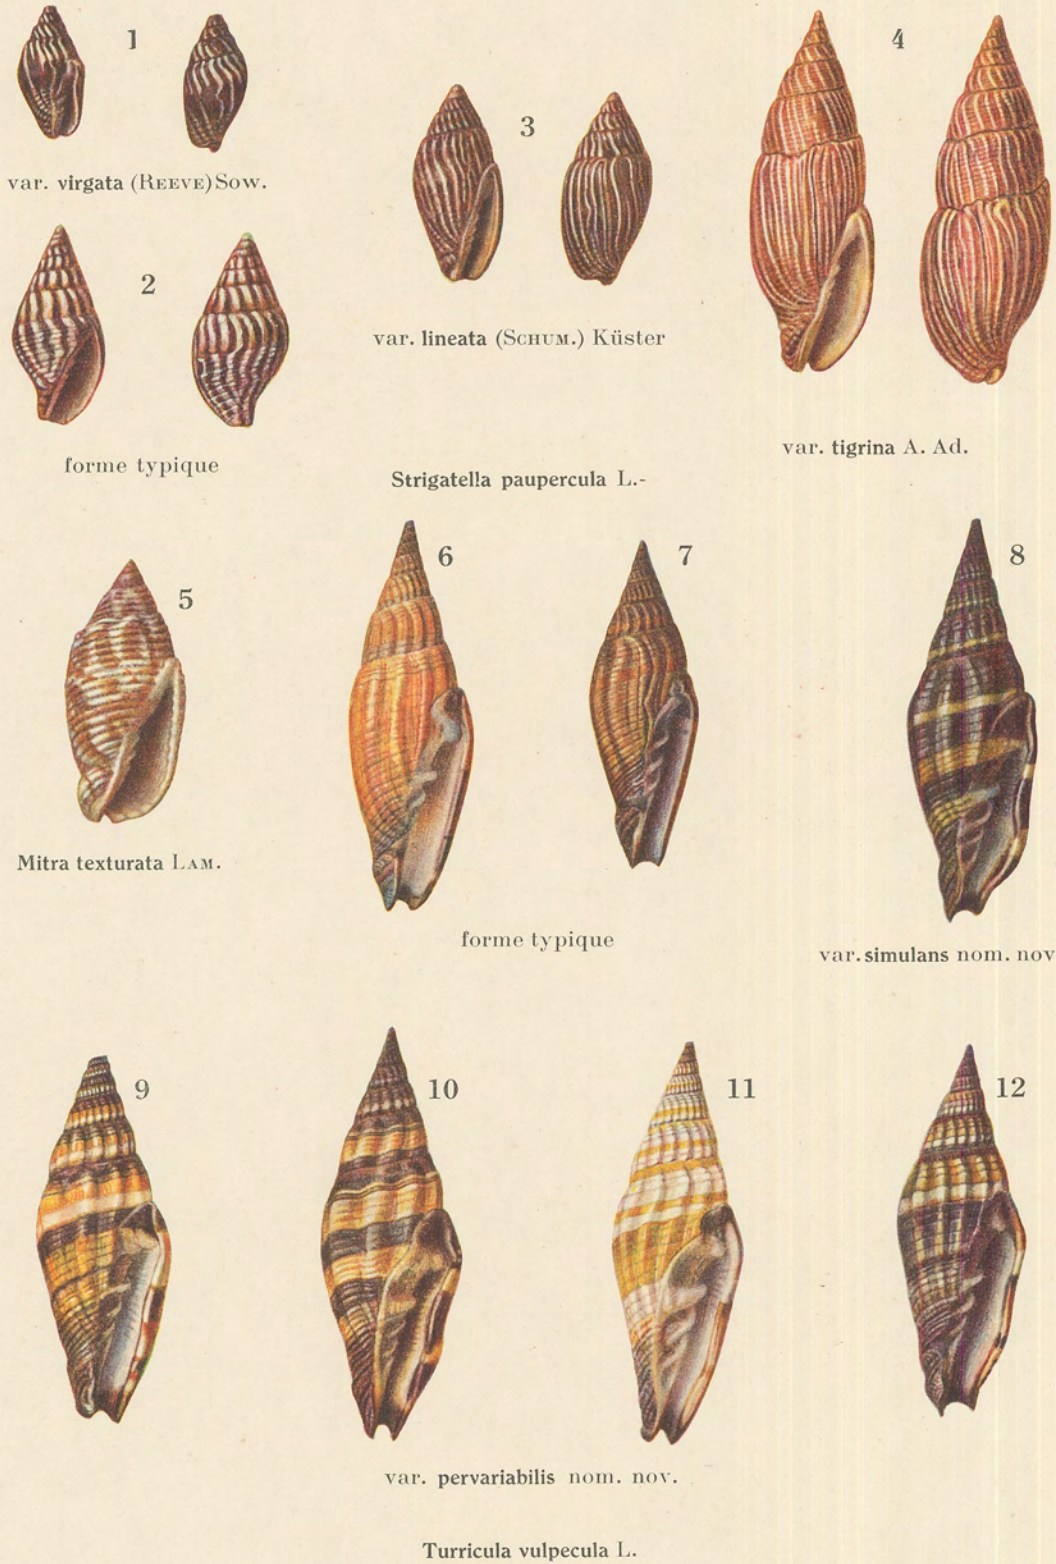 1
4
3
var. virgata (REEVE) Sow.
2
var. lineata (SCHUM.) Küster
var. tigrina A. Ad.
forme typique
Strigatella paupercula L.-
6
7
8
5
Mitra texturata LAM.
forme typique
var. simulans nom. nov
9
10
11
12
var. pervariabilis nom. nov.
Turricula vulpecula L.